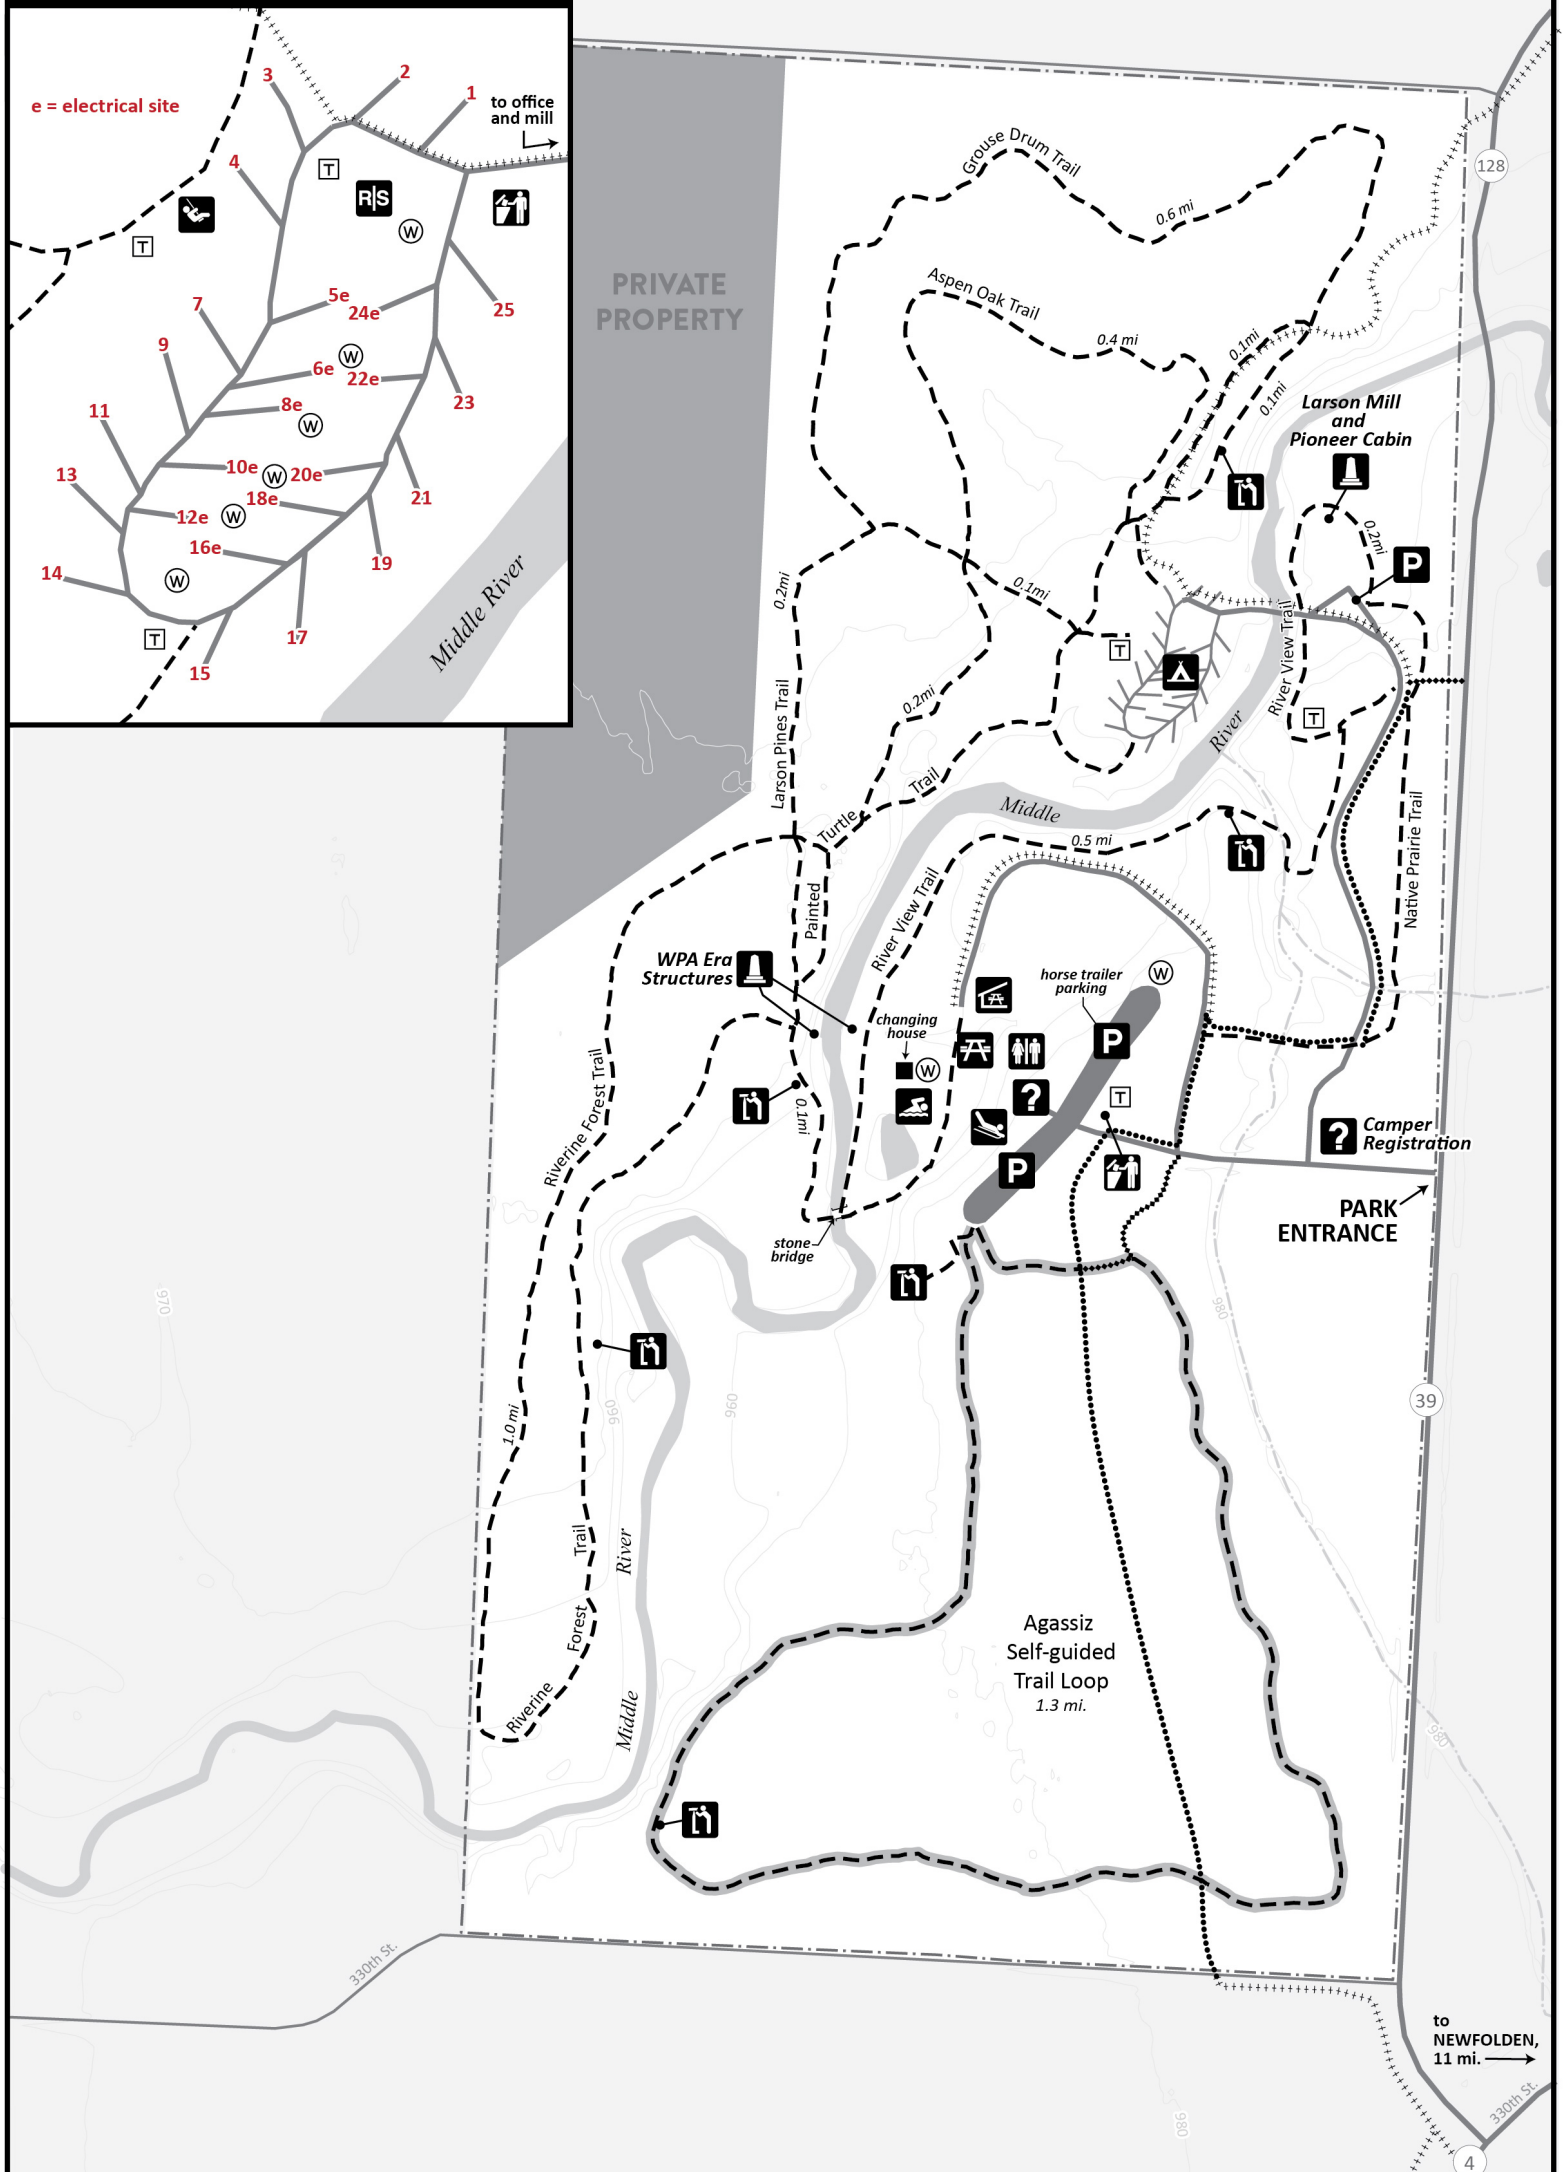 e = electrical site
3
2
1
to office
and mill
4
T
R|S
W
T
25
5e
24e
7
9
W
6e
22e
8e
23
11
W
10e
W
20e
13
18e
21
12e
W
16e
14
W
19
T
17
15
Middle River
PRIVATE
PROPERTY
Grouse Drum Trail
0.6 mi
128
Aspen Oak Trail
0.4 mi
0.1mi
0.1mi
Larson Mill
and
Pioneer Cabin
0.2mi
P
0.2mi
0.1mi
T
River View Trail
T
River
Larson Pines Trail
0.2mi
Trail
Turtle
Painted
Middle
0.5 mi
Native Prairie Trail
River View Trail
WPA Era
Structures
horse trailer
parking
W
changing
house
W
P
?
T
P
0.1mi
Riverine Forest Trail
? Camper
Registration
PARK
ENTRANCE
stone
bridge
970
980
960
960
39
1.0 mi
Trail
Forest
Riverine
River
Middle
Agassiz
Self-guided
Trail Loop
1.3 mi.
980
330th St.
to
NEWFOLDEN,
11 mi.
330th St.
980
4